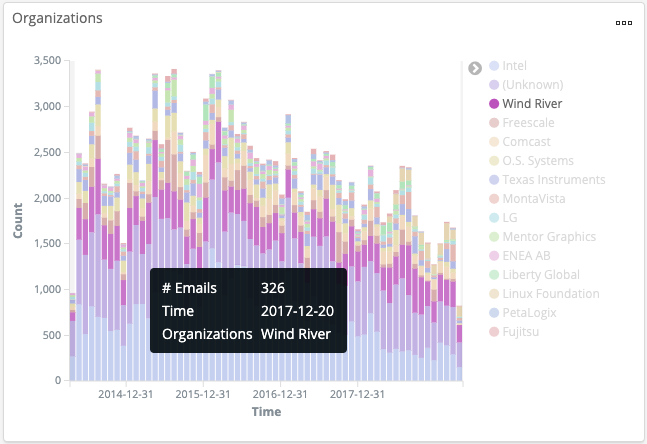 Organizations
3,500
3,000
2,500
2,000
1,500
1,000
500
0
Count
2014-12-31
2015-12-31
2016-12-31
2017-12-31
Time
# Emails 326
Time 2017-12-20
Organizations Wind River
Intel
(Unknown)
Wind River
Freescale
Comcast
O.S. Systems
Texas Instruments
MontaVista
LG
Mentor Graphics
ENEA AB
Liberty Global
Linux Foundation
PetaLogix
Fujitsu